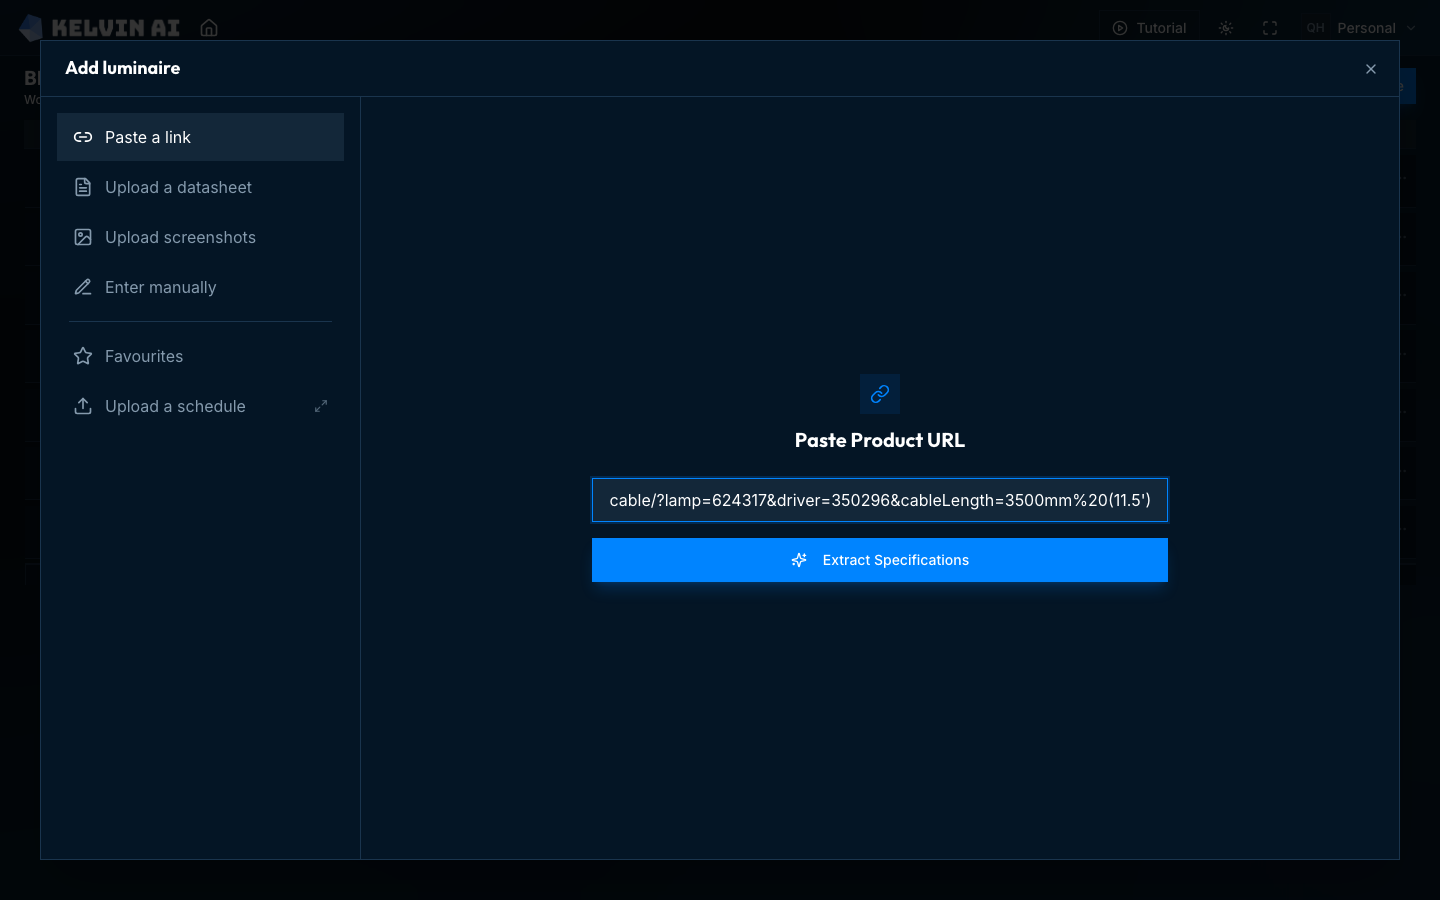 KELVIN AI
Tutorial
QH
Personal
Add luminaire
Paste a link
Upload a datasheet
Upload screenshots
Enter manually
Favourites
Upload a schedule
Paste Product URL
cable/?lamp=624317&driver=350296&cableLength=3500mm%20(11.5')
Extract Specifications